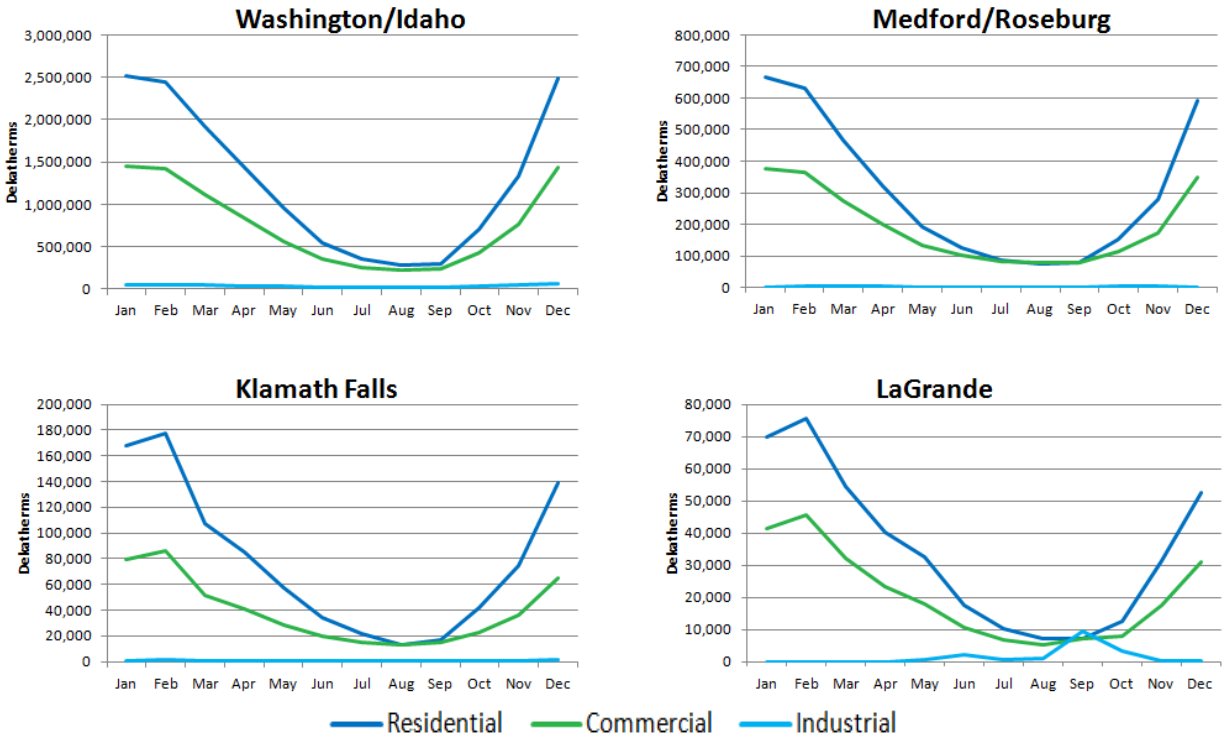 Washington/Idaho
Dekatherms
3,000,000
2,500,000
2,000,000
1,500,000
1,000,000
500,000
0
Jan Feb Mar Apr May Jun Jul Aug Sep Oct Nov Dec
Medford/Roseburg
Dekatherms
800,000
700,000
600,000
500,000
400,000
300,000
200,000
100,000
0
Jan Feb Mar Apr May Jun Jul Aug Sep Oct Nov Dec
Klamath Falls
Dekatherms
200,000
180,000
160,000
140,000
120,000
100,000
80,000
60,000
40,000
20,000
0
Jan Feb Mar Apr May Jun Jul Aug Sep Oct Nov Dec
LaGrande
Dekatherms
80,000
70,000
60,000
50,000
40,000
30,000
20,000
10,000
0
Jan Feb Mar Apr May Jun Jul Aug Sep Oct Nov Dec
Residential Commercial Industrial